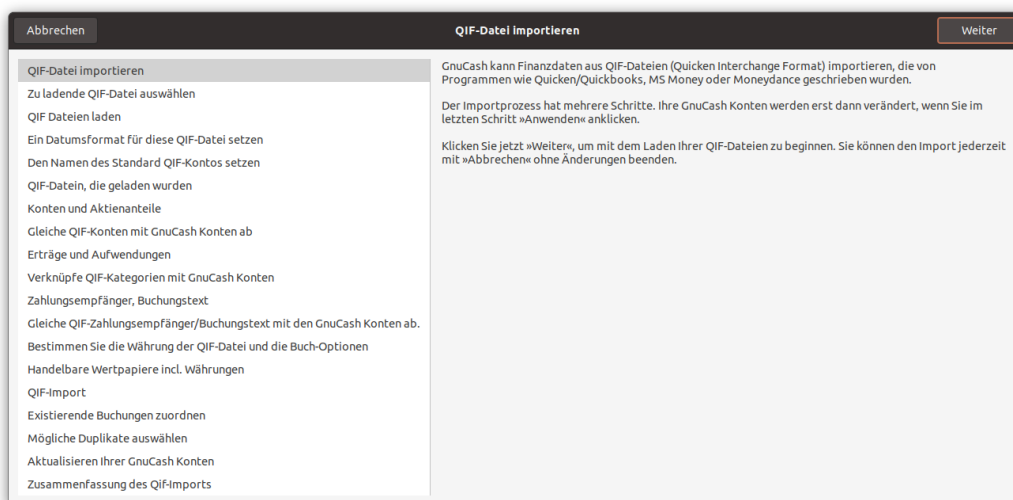 Abbrechen
QIF-Datei importieren
Weiter
QIF-Datei importieren
Zu ladende QIF-Datei auswählen
QIF Dateien laden
Ein Datumsformat für diese QIF-Datei setzen
Den Namen des Standard QIF-Kontos setzen
QIF-Datein, die geladen wurden
Konten und Aktienanteile
Gleiche QIF-Konten mit GnuCash Konten ab
Erträge und Aufwendungen
Verknüpfe QIF-Kategorien mit GnuCash Konten
Zahlungsempfänger, Buchungstext
Gleiche QIF-Zahlungsempfänger/Buchungstext mit den GnuCash Konten ab.
Bestimmen Sie die Währung der QIF-Datei und die Buch-Optionen
Handelbare Wertpapiere incl. Währungen
QIF-Import
Existierende Buchungen zuordnen
Mögliche Duplikate auswählen
Aktualisieren Ihrer GnuCash Konten
Zusammenfassung des Qif-Imports
GnuCash kann Finanzdaten aus QIF-Dateien (Quicken Interchange Format) importieren, die von
Programmen wie Quicken/Quickbooks, MS Money oder Moneydance geschrieben wurden.
Der Importprozess hat mehrere Schritte. Ihre GnuCash Konten werden erst dann verändert, wenn Sie im
letzten Schritt »Anwenden« anklicken.
Klicken Sie jetzt »Weiter«, um mit dem Laden Ihrer QIF-Dateien zu beginnen. Sie können den Import jederzeit
mit »Abbrechen« ohne Änderungen beenden.